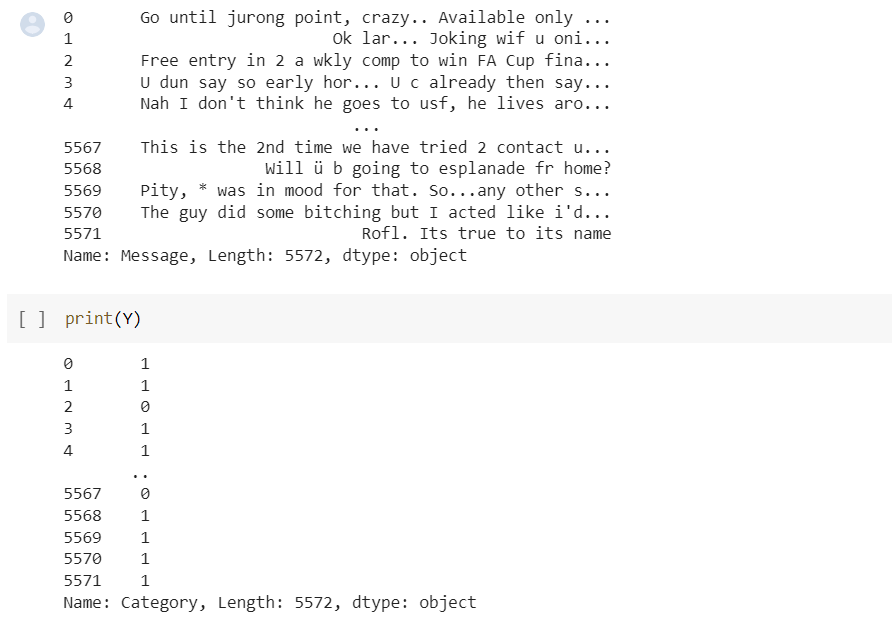 0 Go until jurong point, crazy.. Available only ...
1 Ok lar... Joking wif u oni...
2 Free entry in 2 a wkly comp to win FA Cup fina...
3 U dun say so early hor... U c already then say...
4 Nah I don't think he goes to usf, he lives aro...
...
5567 This is the 2nd time we have tried 2 contact u...
5568 Will ü b going to esplanade fr home?
5569 Pity, * was in mood for that. So...any other s...
5570 The guy did some bitching but I acted like i'd...
5571 Rofl. Its true to its name
Name: Message, Length: 5572, dtype: object
[ ] print(Y)
0 1
1 1
2 0
3 1
4 1
..
5567 0
5568 1
5569 1
5570 1
5571 1
Name: Category, Length: 5572, dtype: object